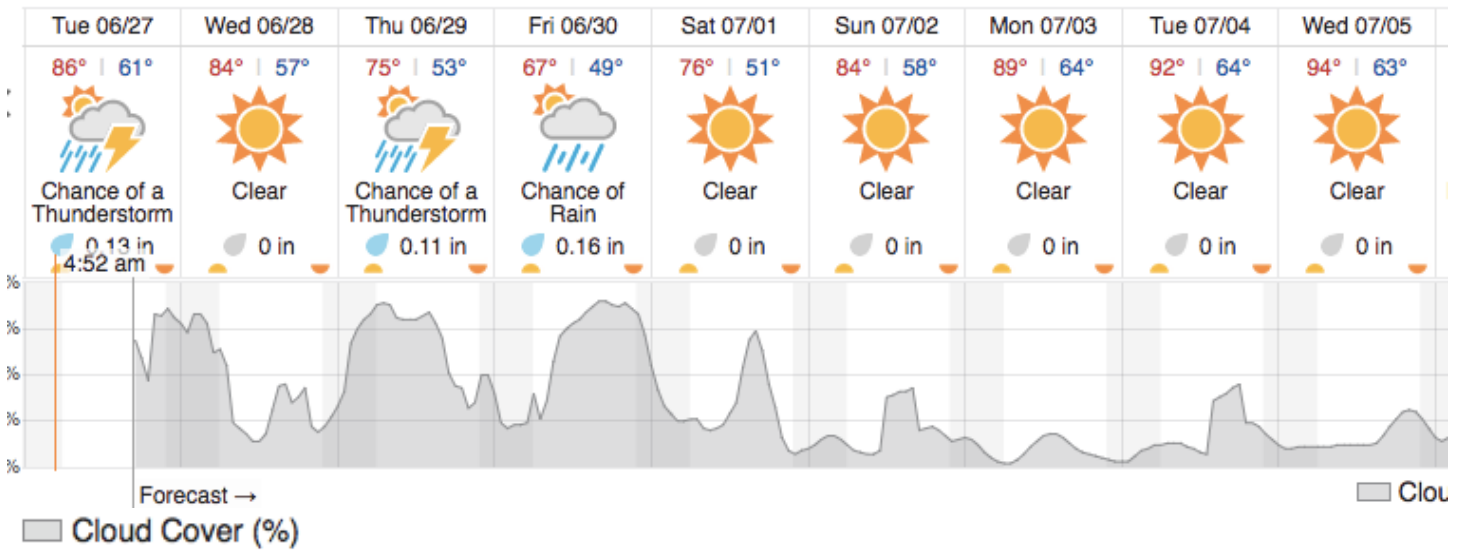 Tue 06/27 Wed 06/28 Thu 06/29 Fri 06/30 Sat 07/01 Sun 07/02 Mon 07/03 Tue 07/04 Wed 07/05
86° | 61° 84° | 57° 75° | 53° 67° | 49° 76° | 51° 84° | 58° 89° | 64° 92° | 64° 94° | 63°
Chance of a Clear Chance of a Chance of Clear Clear Clear Clear Clear
Thunderstorm Thunderstorm Rain
0.13 in 0 in 0.11 in 0.16 in 0 in 0 in 0 in 0 in 0 in
4:52 am
%
%
%
%
%
Forecast →
Clou
Cloud Cover (%)